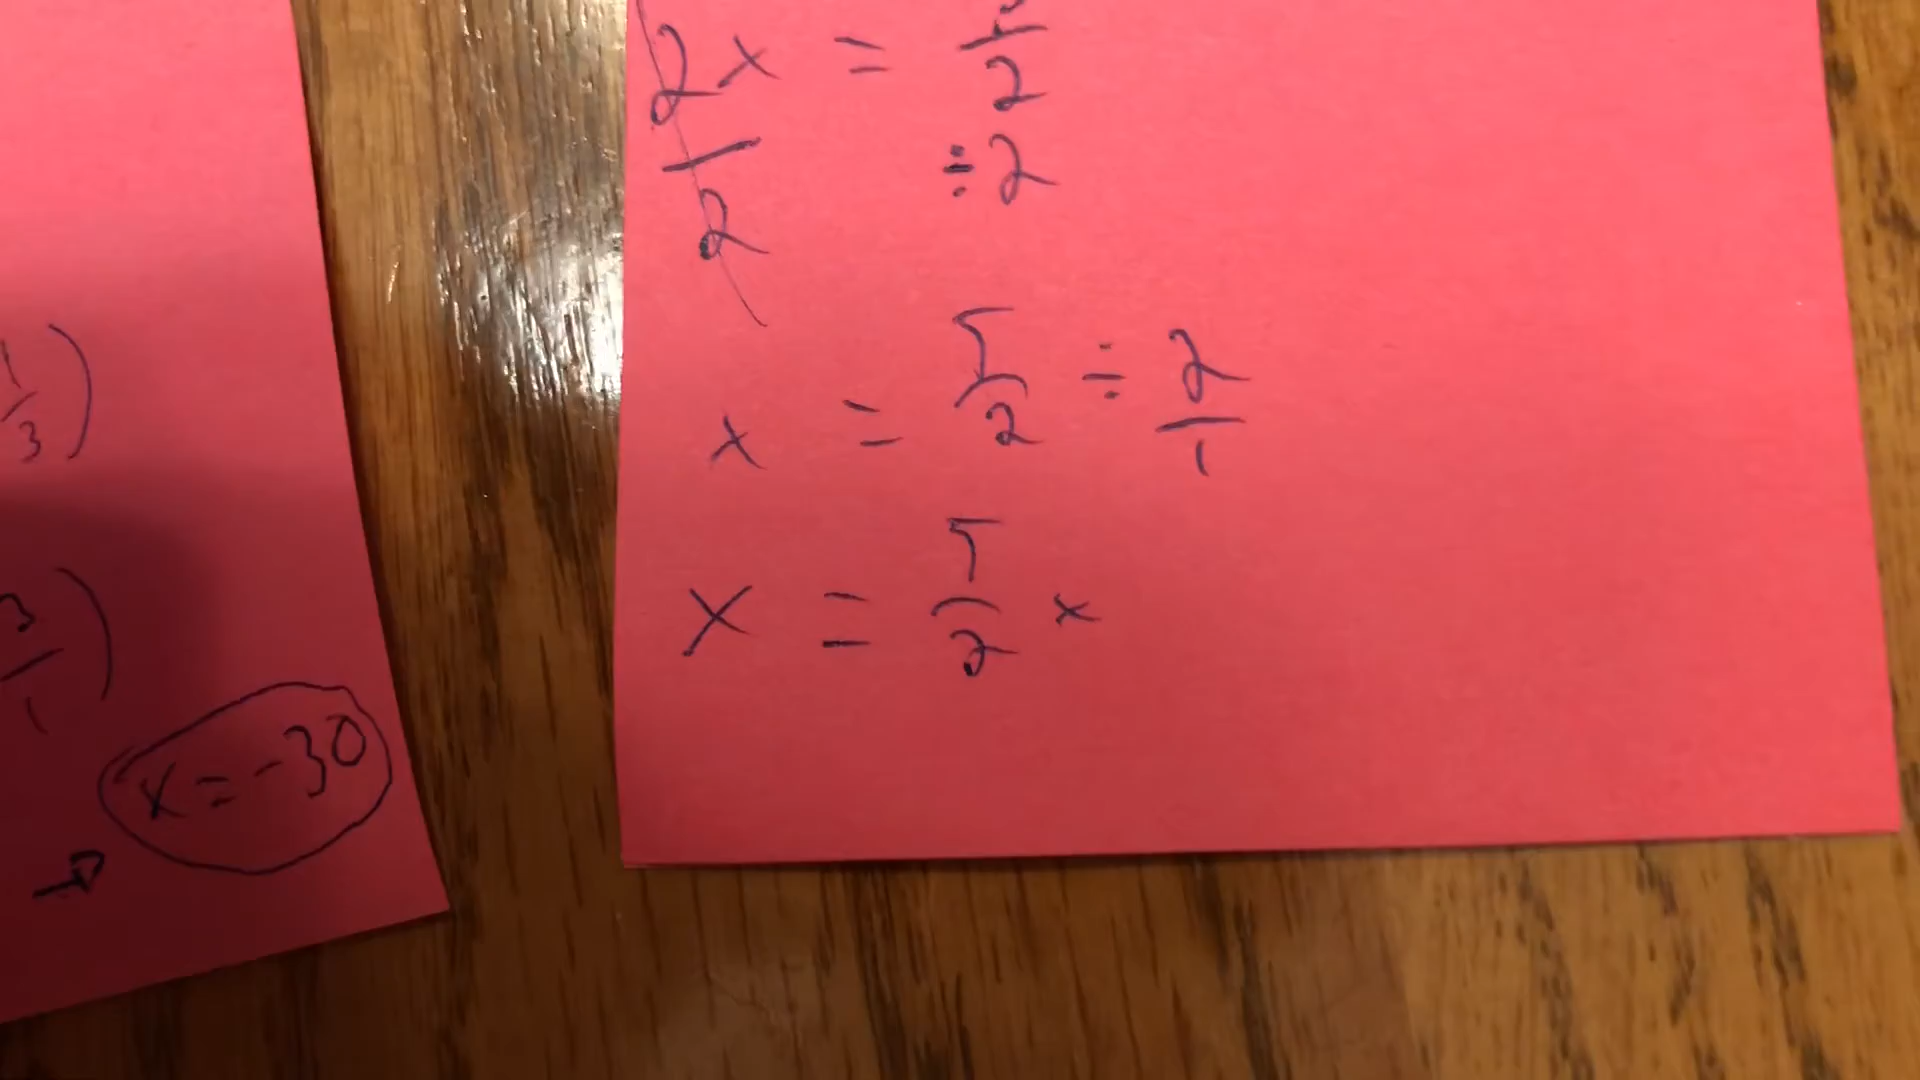 1/3)
3/1)
x = -30
2x = 5/2
2 ÷2
x = 5/2 ÷ 2/1
x = 5/2 ×